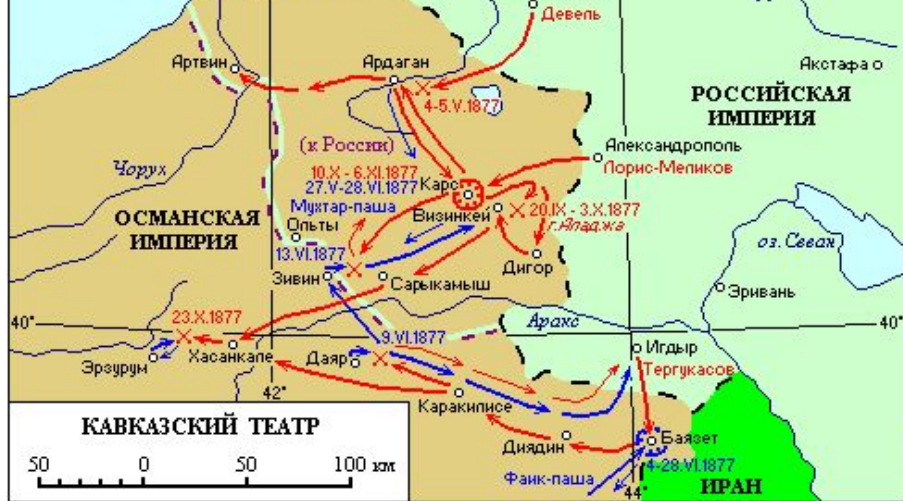 Девель
Артвин
Ардаган
Акстафа
4-5.V.1877
РОССИЙСКАЯ
ИМПЕРИЯ
(к России)
Александрополь
Лорис-Меликов
Чорух
10.X - 6.XI.1877
27.V-28.VI.1877
Мухтар-паша
Карс
Визинкей
20.IX - 3.X.1877
г.Аладжа
ОСМАНСКАЯ
ИМПЕРИЯ
Ольты
13.VI.1877
Зивин
Сарыкамыш
Дигор
оз. Севан
Эривань
40°
23.X.1877
Эрзурум
Хасанкале
9.VI.1877
Даяр
Аракс
40°
Игдыр
Тергукасов
42°
Каракилисе
Диядин
Баязет
4-28.VI.1877
Фаик-паша
44°
ИРАН
КАВКАЗСКИЙ ТЕАТР
50 0 50 100 км